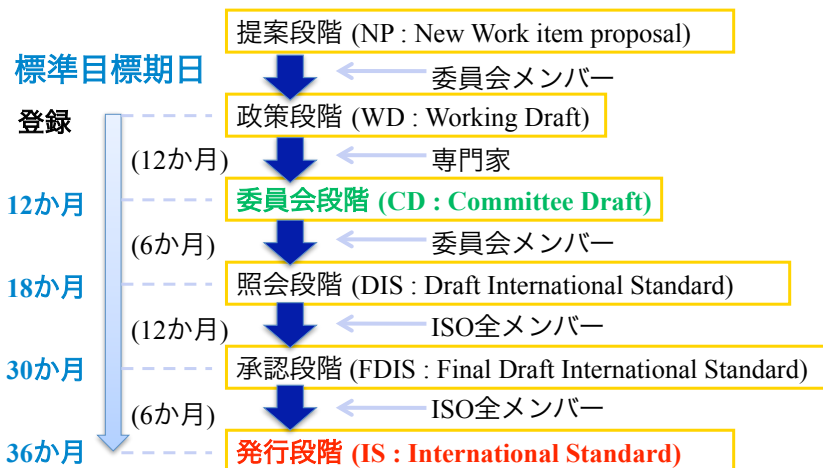 提案段階 (NP : New Work item proposal)
標準目標期日
委員会メンバー
登録
政策段階 (WD : Working Draft)
(12か月)
専門家
12か月
委員会段階 (CD : Committee Draft)
(6か月)
委員会メンバー
18か月
照会段階 (DIS : Draft International Standard)
(12か月)
ISO全メンバー
30か月
承認段階 (FDIS : Final Draft International Standard)
(6か月)
ISO全メンバー
36か月
発行段階 (IS : International Standard)